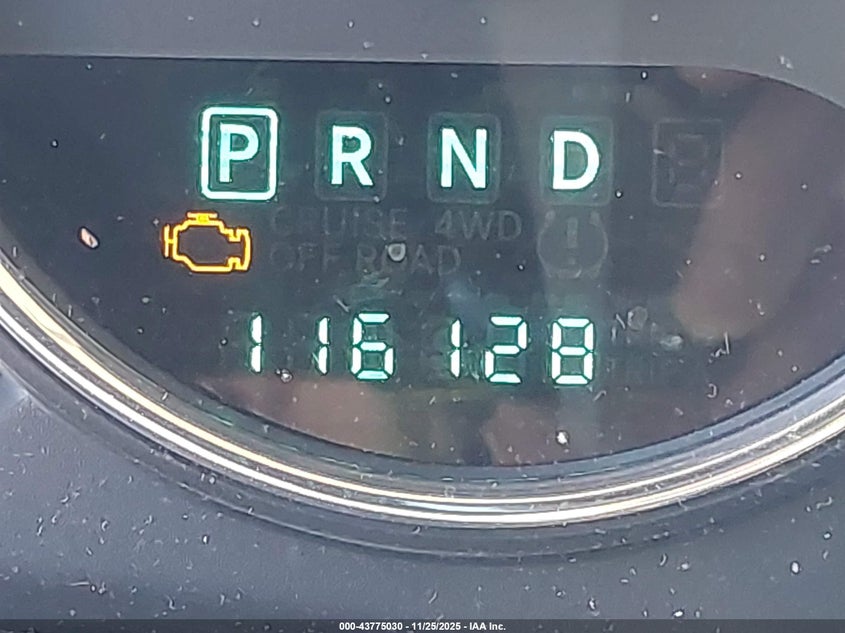 P R N D
CRUISE 4WD
OFF ROAD
116128
000-43775030 - 11/25/2025 - IAA Inc.